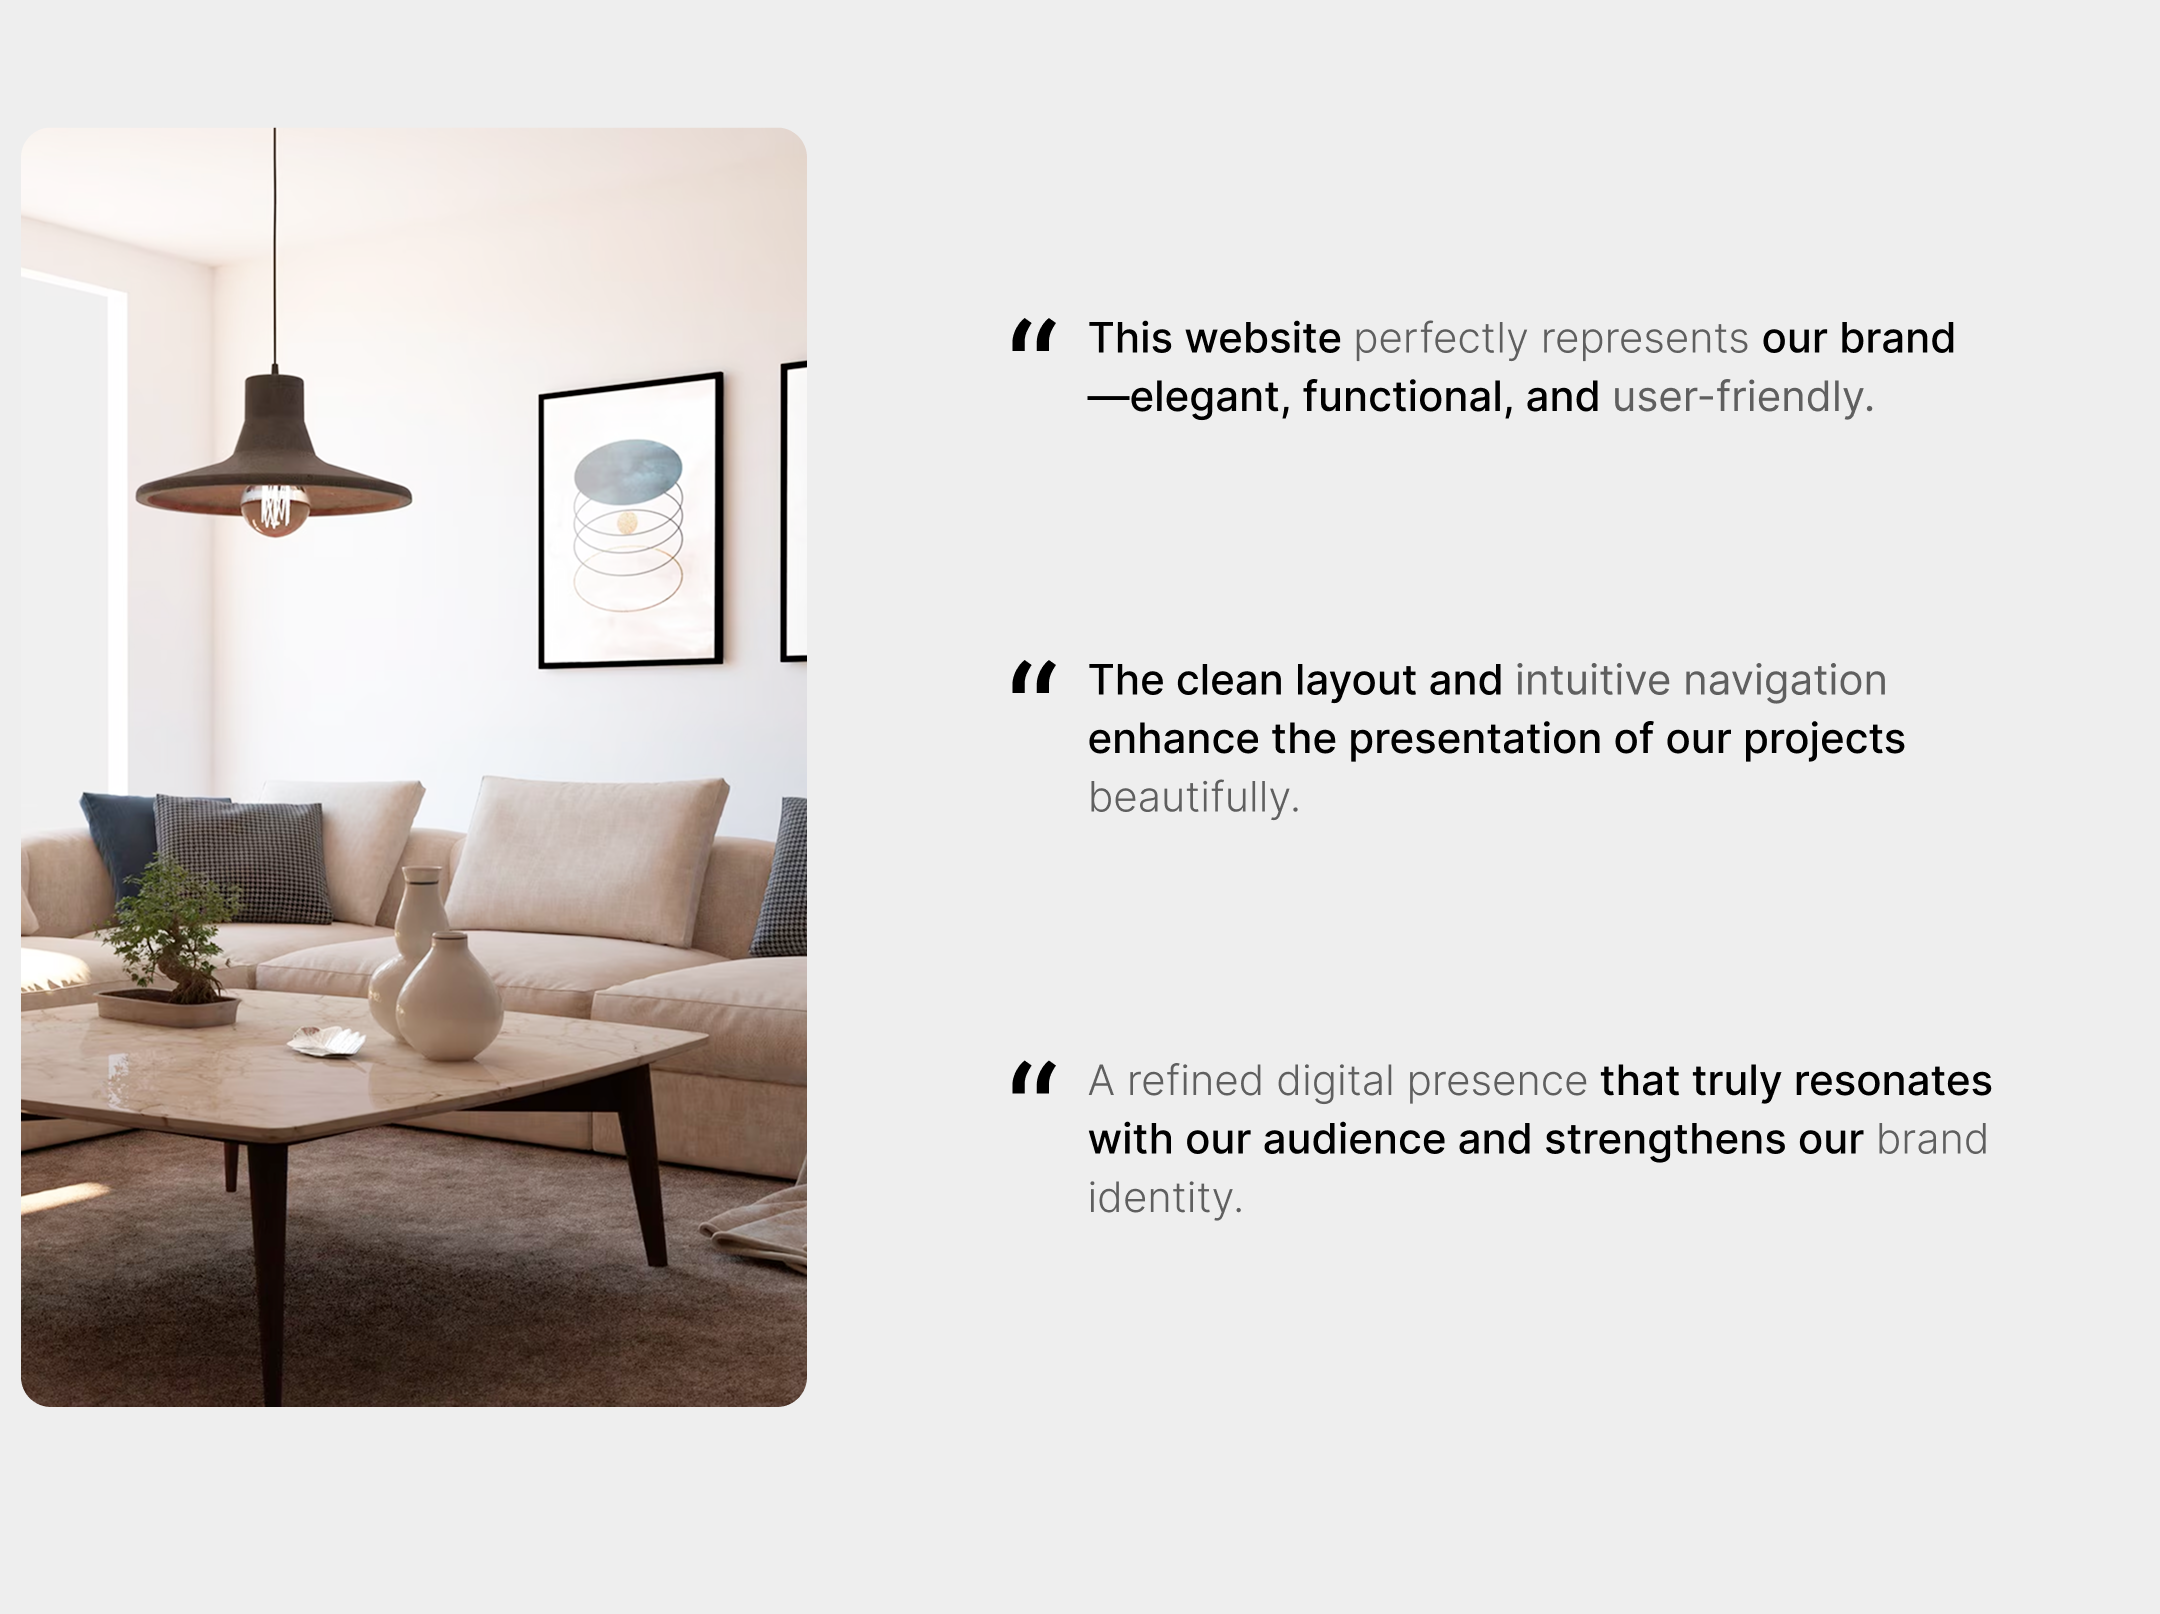 “ This website perfectly represents our brand
—elegant, functional, and user-friendly.
“ The clean layout and intuitive navigation
enhance the presentation of our projects
beautifully.
“ A refined digital presence that truly resonates
with our audience and strengthens our brand
identity.